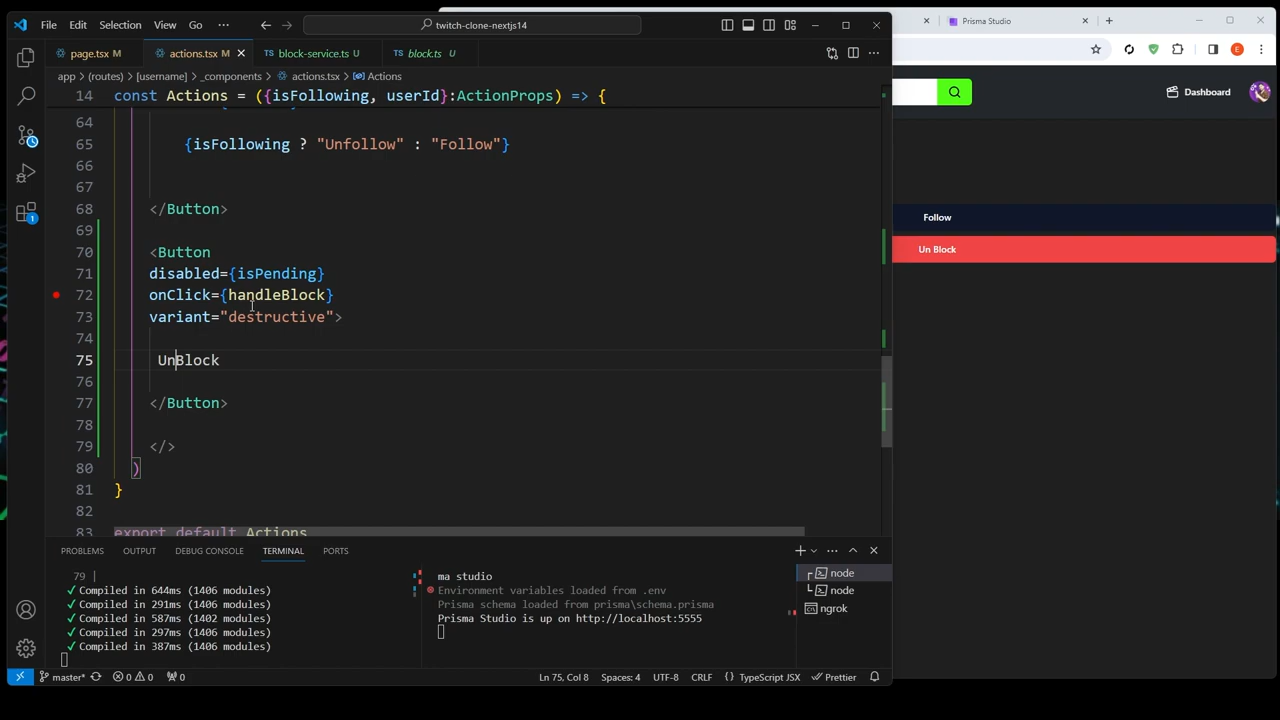 File Edit Selection View Go ··· twitch-clone-nextjs14
page.tsx M actions.tsx M block-service.ts U block.ts U
app > (routes) > [username] > _components > actions.tsx > Actions
14 const Actions = ({isFollowing, userId}:ActionProps) => {
64
65 {isFollowing ? "Unfollow" : "Follow"}
66
67
68 </Button>
69
70 <Button
71 disabled={isPending}
72 onClick={handleBlock}
73 variant="destructive">
74
75 UnBlock
76
77 </Button>
78
79 </>
80 )
81 }
82
83 export default Actions
PROBLEMS OUTPUT DEBUG CONSOLE TERMINAL PORTS
79 |
✓ Compiled in 644ms (1406 modules)
✓ Compiled in 291ms (1406 modules)
✓ Compiled in 587ms (1402 modules)
✓ Compiled in 297ms (1406 modules)
✓ Compiled in 387ms (1406 modules)
ma studio
Environment variables loaded from .env
Prisma schema loaded from prisma\schema.prisma
Prisma Studio is up on http://localhost:5555
node
node
ngrok
master* 0 0 0 Ln 75, Col 8 Spaces: 4 UTF-8 CRLF {} TypeScript JSX Prettier
Prisma Studio
E
Dashboard
Follow
Un Block